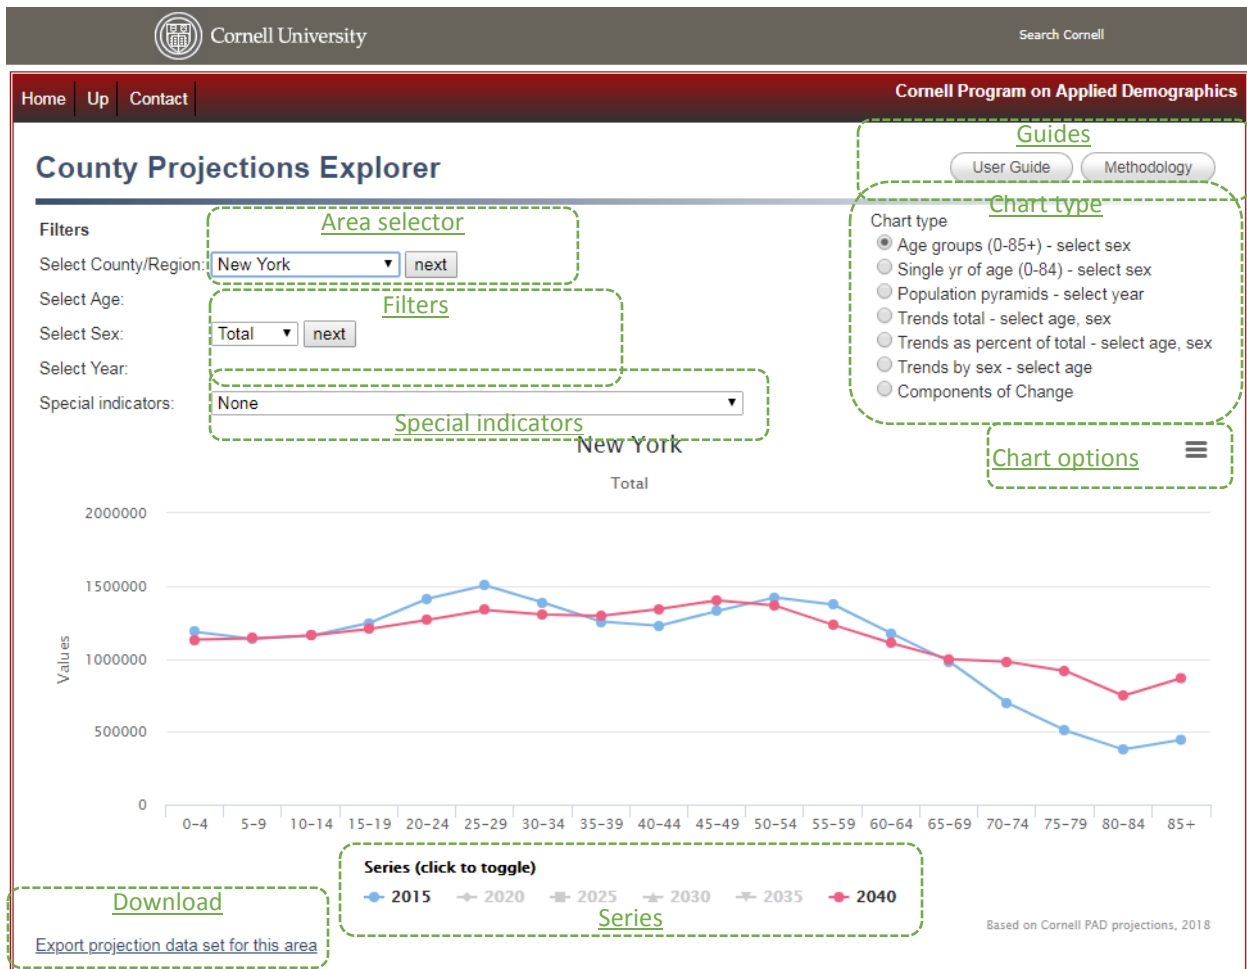 Cornell University
Search Cornell
Home Up Contact
Cornell Program on Applied Demographics
Guides
County Projections Explorer
User Guide Methodology
Chart type
Area selector
Filters
Chart type
Select County/Region: New York next
Age groups (0-85+) - select sex
Single yr of age (0-84) - select sex
Select Age:
Filters
Population pyramids - select year
Trends total - select age, sex
Select Sex: Total next
Trends as percent of total - select age, sex
Select Year:
Trends by sex - select age
Special indicators: None
Components of Change
Special indicators
New York
Chart options
Total
2000000
1500000
1000000
500000
0
Values
0-4 5-9 10-14 15-19 20-24 25-29 30-34 35-39 40-44 45-49 50-54 55-59 60-64 65-69 70-74 75-79 80-84 85+
Series (click to toggle)
2015 2020 2025 2030 2035 2040
Series
Download
Based on Cornell PAD projections, 2018
Export projection data set for this area